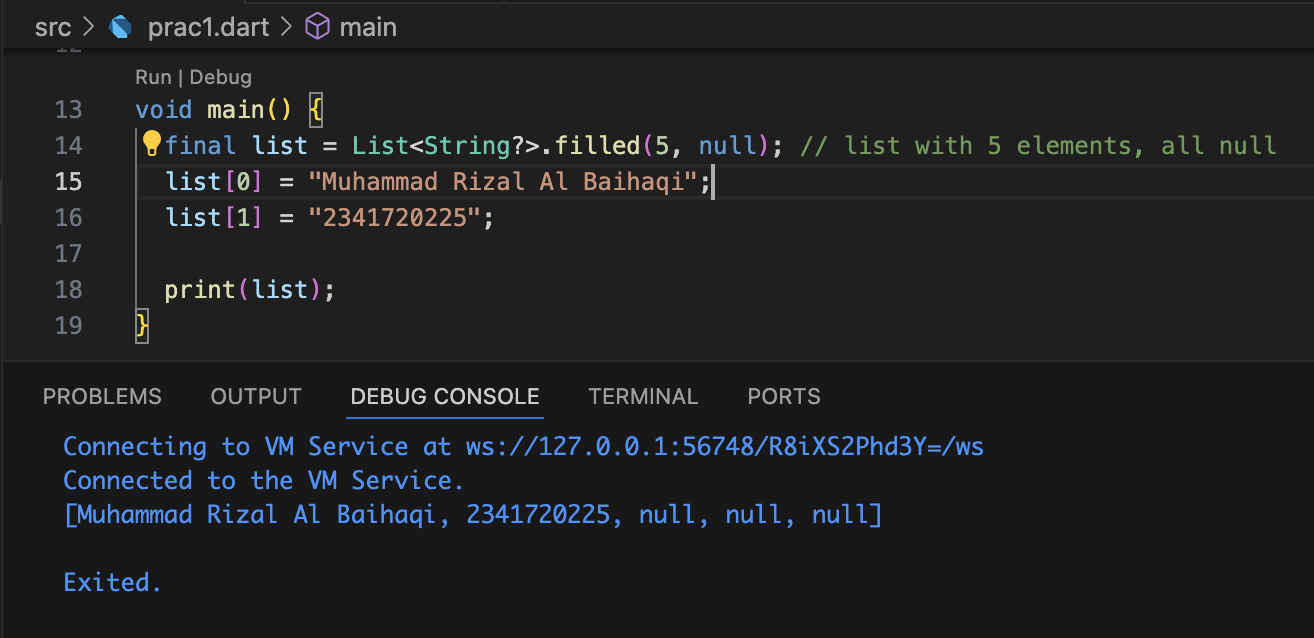 src > prac1.dart > main
12
Run | Debug
13 void main() {
14 final list = List<String?>.filled(5, null); // list with 5 elements, all null
15 list[0] = "Muhammad Rizal Al Baihaqi";
16 list[1] = "2341720225";
17
18 print(list);
19 }
PROBLEMS OUTPUT DEBUG CONSOLE TERMINAL PORTS
Connecting to VM Service at ws://127.0.0.1:56748/R8iXS2Phd3Y=/ws
Connected to the VM Service.
[Muhammad Rizal Al Baihaqi, 2341720225, null, null, null]
Exited.